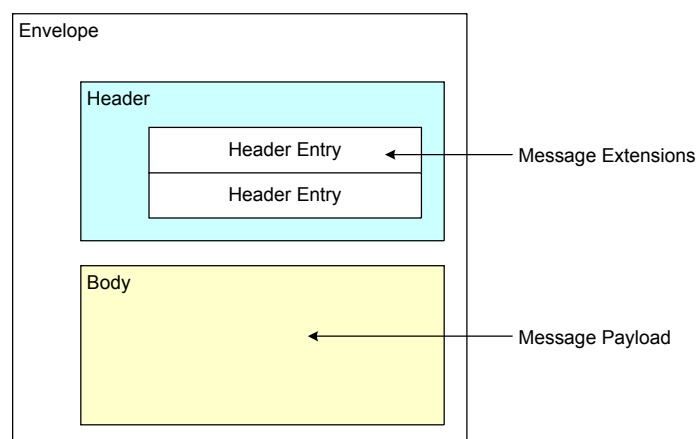 Envelope
Header
Header Entry
Message Extensions
Header Entry
Body
Message Payload